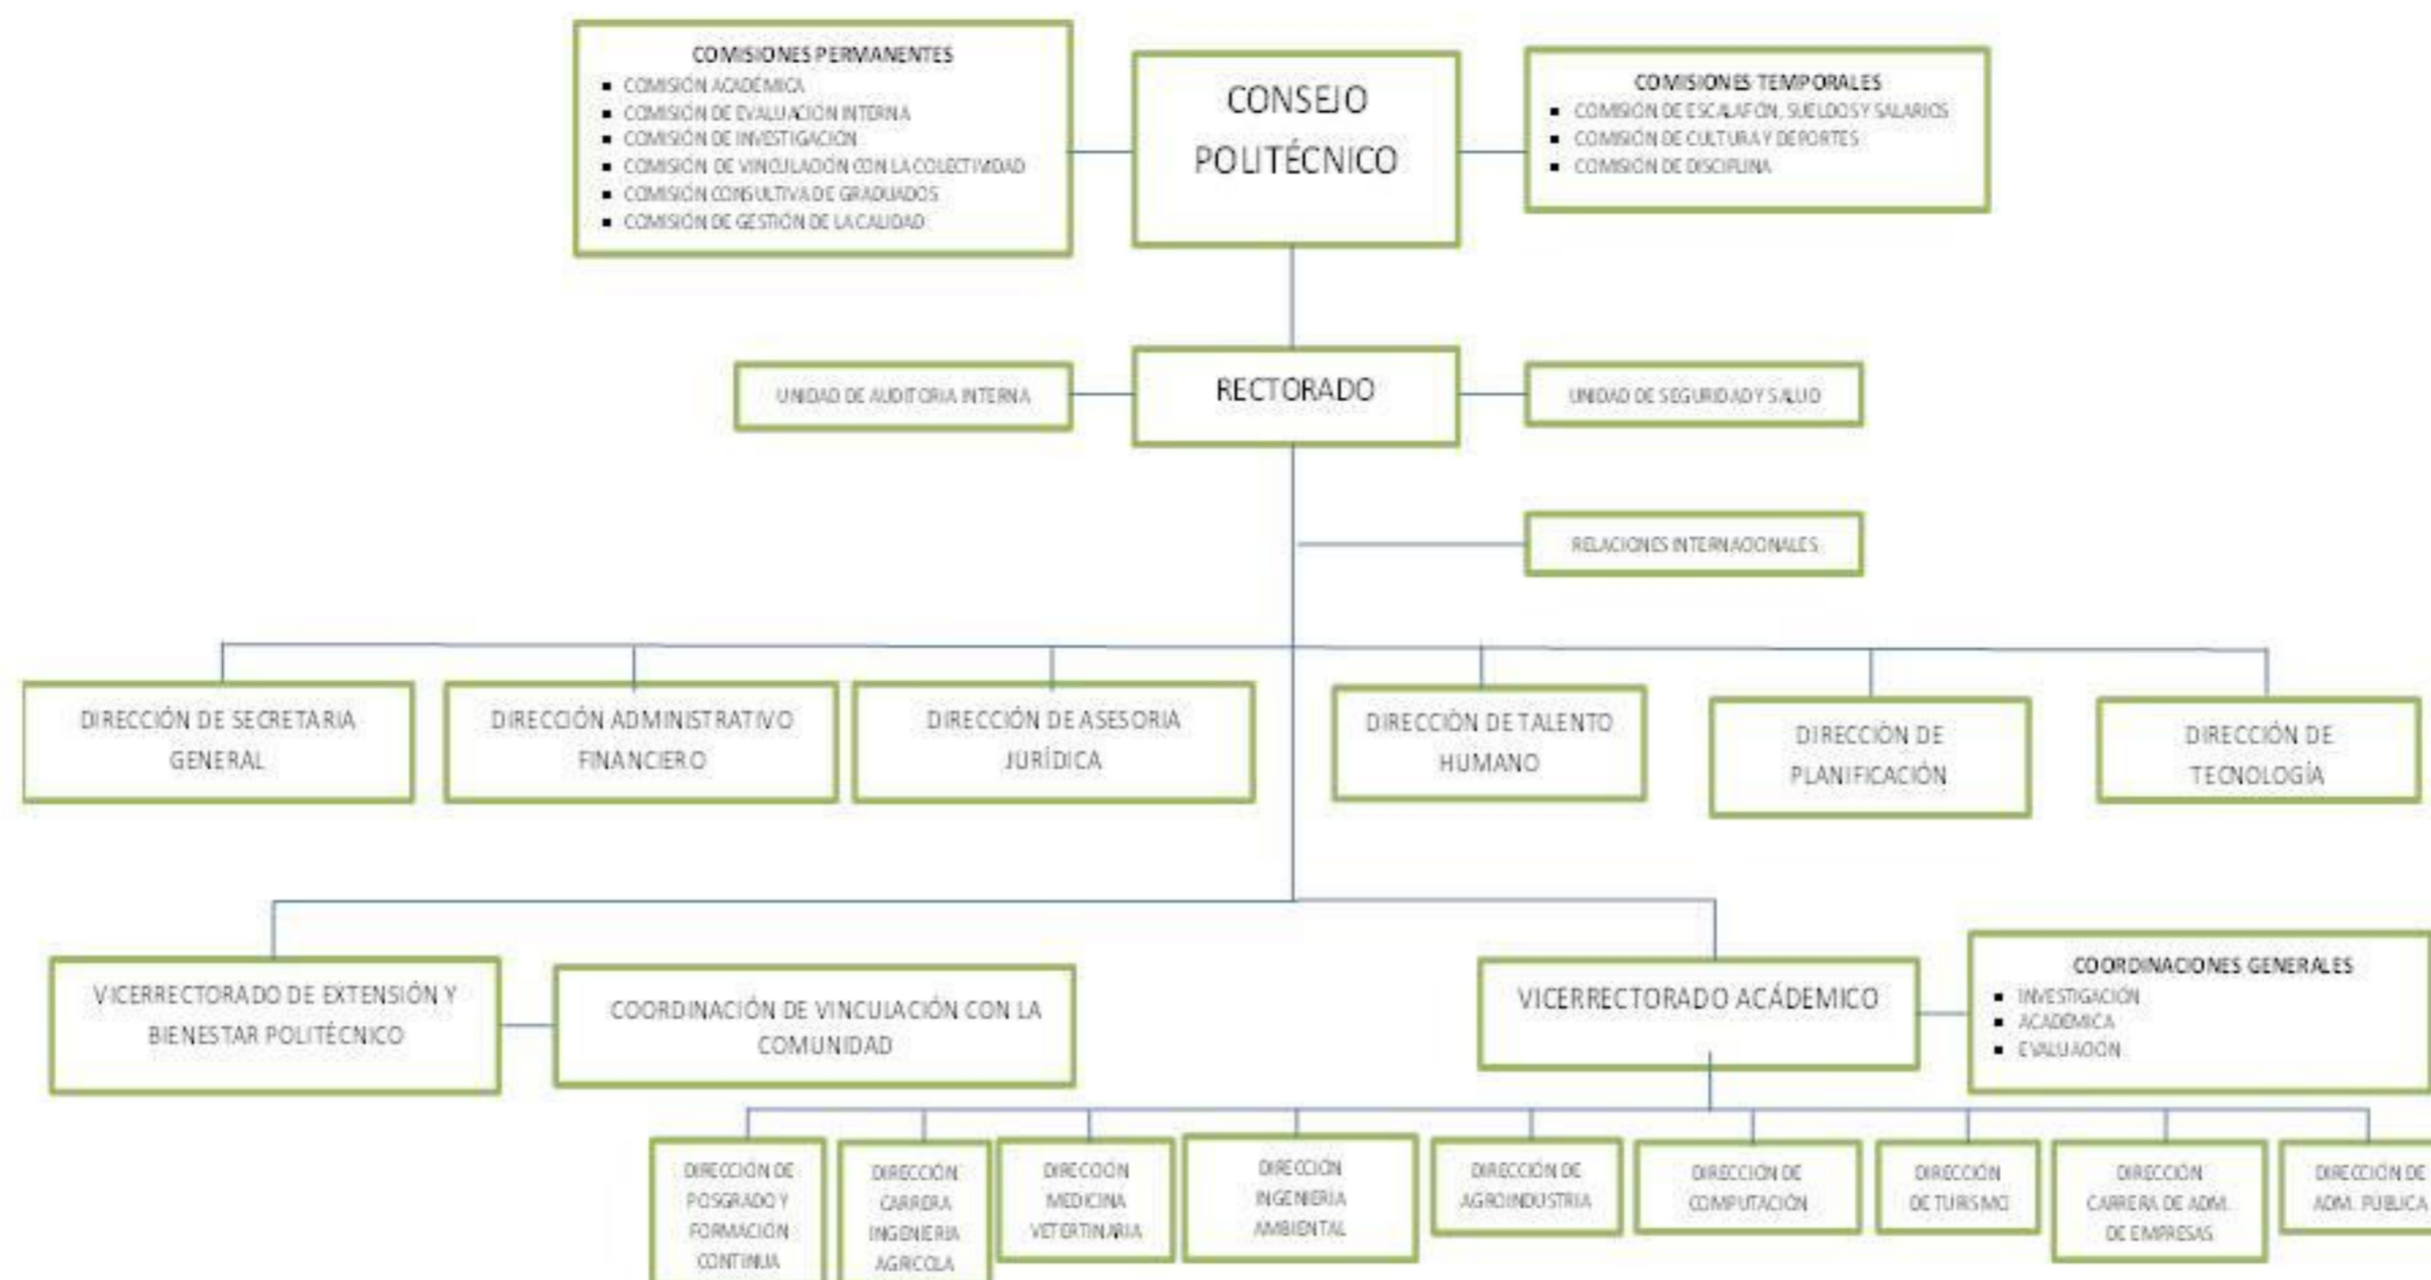 COMISIONES PERMANENTES
COMISIÓN ACADÉMICA
COMISIÓN DE EVALUACIÓN INTERNA
COMISIÓN DE INVESTIGACIÓN
COMISIÓN DE VINCULACIÓN CON LA COLECTIVIDAD
COMISIÓN CONSULTIVA DE GRADUADOS
COMISIÓN DE GESTIÓN DE LA CALIDAD
CONSEJO
POLITÉCNICO
COMISIONES TEMPORALES
COMISIÓN DE ESCALAFÓN, SUELDOS Y SALARIOS
COMISIÓN DE CULTURA Y DEPORTES
COMISIÓN DE DISCIPLINA
UNIDAD DE AUDITORIA INTERNA
RECTORADO
UNIDAD DE SEGURIDAD Y SALUD
RELACIONES INTERNACIONALES
DIRECCIÓN DE SECRETARIA
GENERAL
DIRECCIÓN ADMINISTRATIVO
FINANCIERO
DIRECCIÓN DE ASESORIA
JURÍDICA
DIRECCIÓN DE TALENTO
HUMANO
DIRECCIÓN DE
PLANIFICACIÓN
DIRECCIÓN DE
TECNOLOGÍA
VICERRECTORADO DE EXTENSIÓN Y
BIENESTAR POLITÉCNICO
COORDINACIÓN DE VINCULACIÓN CON LA
COMUNIDAD
VICERRECTORADO ACÁDEMICO
COORDINACIONES GENERALES
INVESTIGACIÓN
ACADÉMICA
EVALUACIÓN
DIRECCIÓN DE
POSGRADO Y
FORMACIÓN
CONTINUA
DIRECCIÓN
CARRERA
INGENIERIA
AGRICOLA
DIRECCIÓN
MEDICINA
VETERTINARIA
DIRECCIÓN
INGENIERÍA
AMBIENTAL
DIRECCIÓN DE
AGROINDUSTRIA
DIRECCIÓN DE
COMPUTACIÓN
DIRECCIÓN
DE TURISMO
DIRECCIÓN
CARRERA DE ADM.
DE EMPRESAS
DIRECCIÓN DE
ADM. PUBLICA